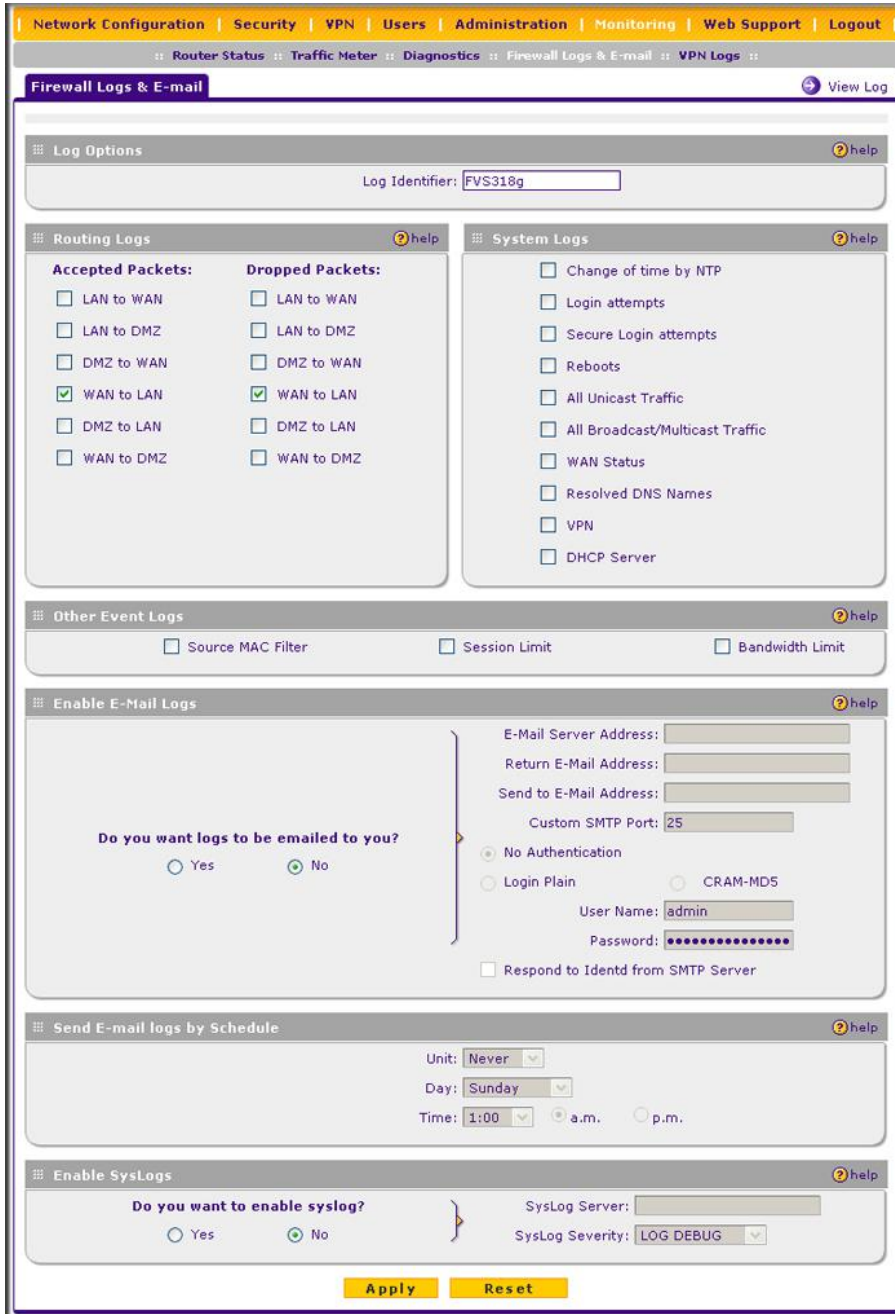 Network Configuration | Security | VPN | Users | Administration | Monitoring | Web Support | Logout
:: Router Status :: Traffic Meter :: Diagnostics :: Firewall Logs & E-mail :: VPN Logs ::
Firewall Logs & E-mail
View Log
Log Options
help
Log Identifier: FVS318g
Routing Logs
help
Accepted Packets:
LAN to WAN
LAN to DMZ
DMZ to WAN
WAN to LAN
DMZ to LAN
WAN to DMZ
Dropped Packets:
LAN to WAN
LAN to DMZ
DMZ to WAN
WAN to LAN
DMZ to LAN
WAN to DMZ
System Logs
help
Change of time by NTP
Login attempts
Secure Login attempts
Reboots
All Unicast Traffic
All Broadcast/Multicast Traffic
WAN Status
Resolved DNS Names
VPN
DHCP Server
Other Event Logs
help
Source MAC Filter
Session Limit
Bandwidth Limit
Enable E-Mail Logs
help
Do you want logs to be emailed to you?
Yes
No
E-Mail Server Address:
Return E-Mail Address:
Send to E-Mail Address:
Custom SMTP Port: 25
No Authentication
Login Plain
CRAM-MD5
User Name: admin
Password: •••••••••••••••
Respond to Identd from SMTP Server
Send E-mail logs by Schedule
help
Unit: Never
Day: Sunday
Time: 1:00 a.m. p.m.
Enable SysLogs
help
Do you want to enable syslog?
Yes
No
SysLog Server:
SysLog Severity: LOG DEBUG
Apply
Reset